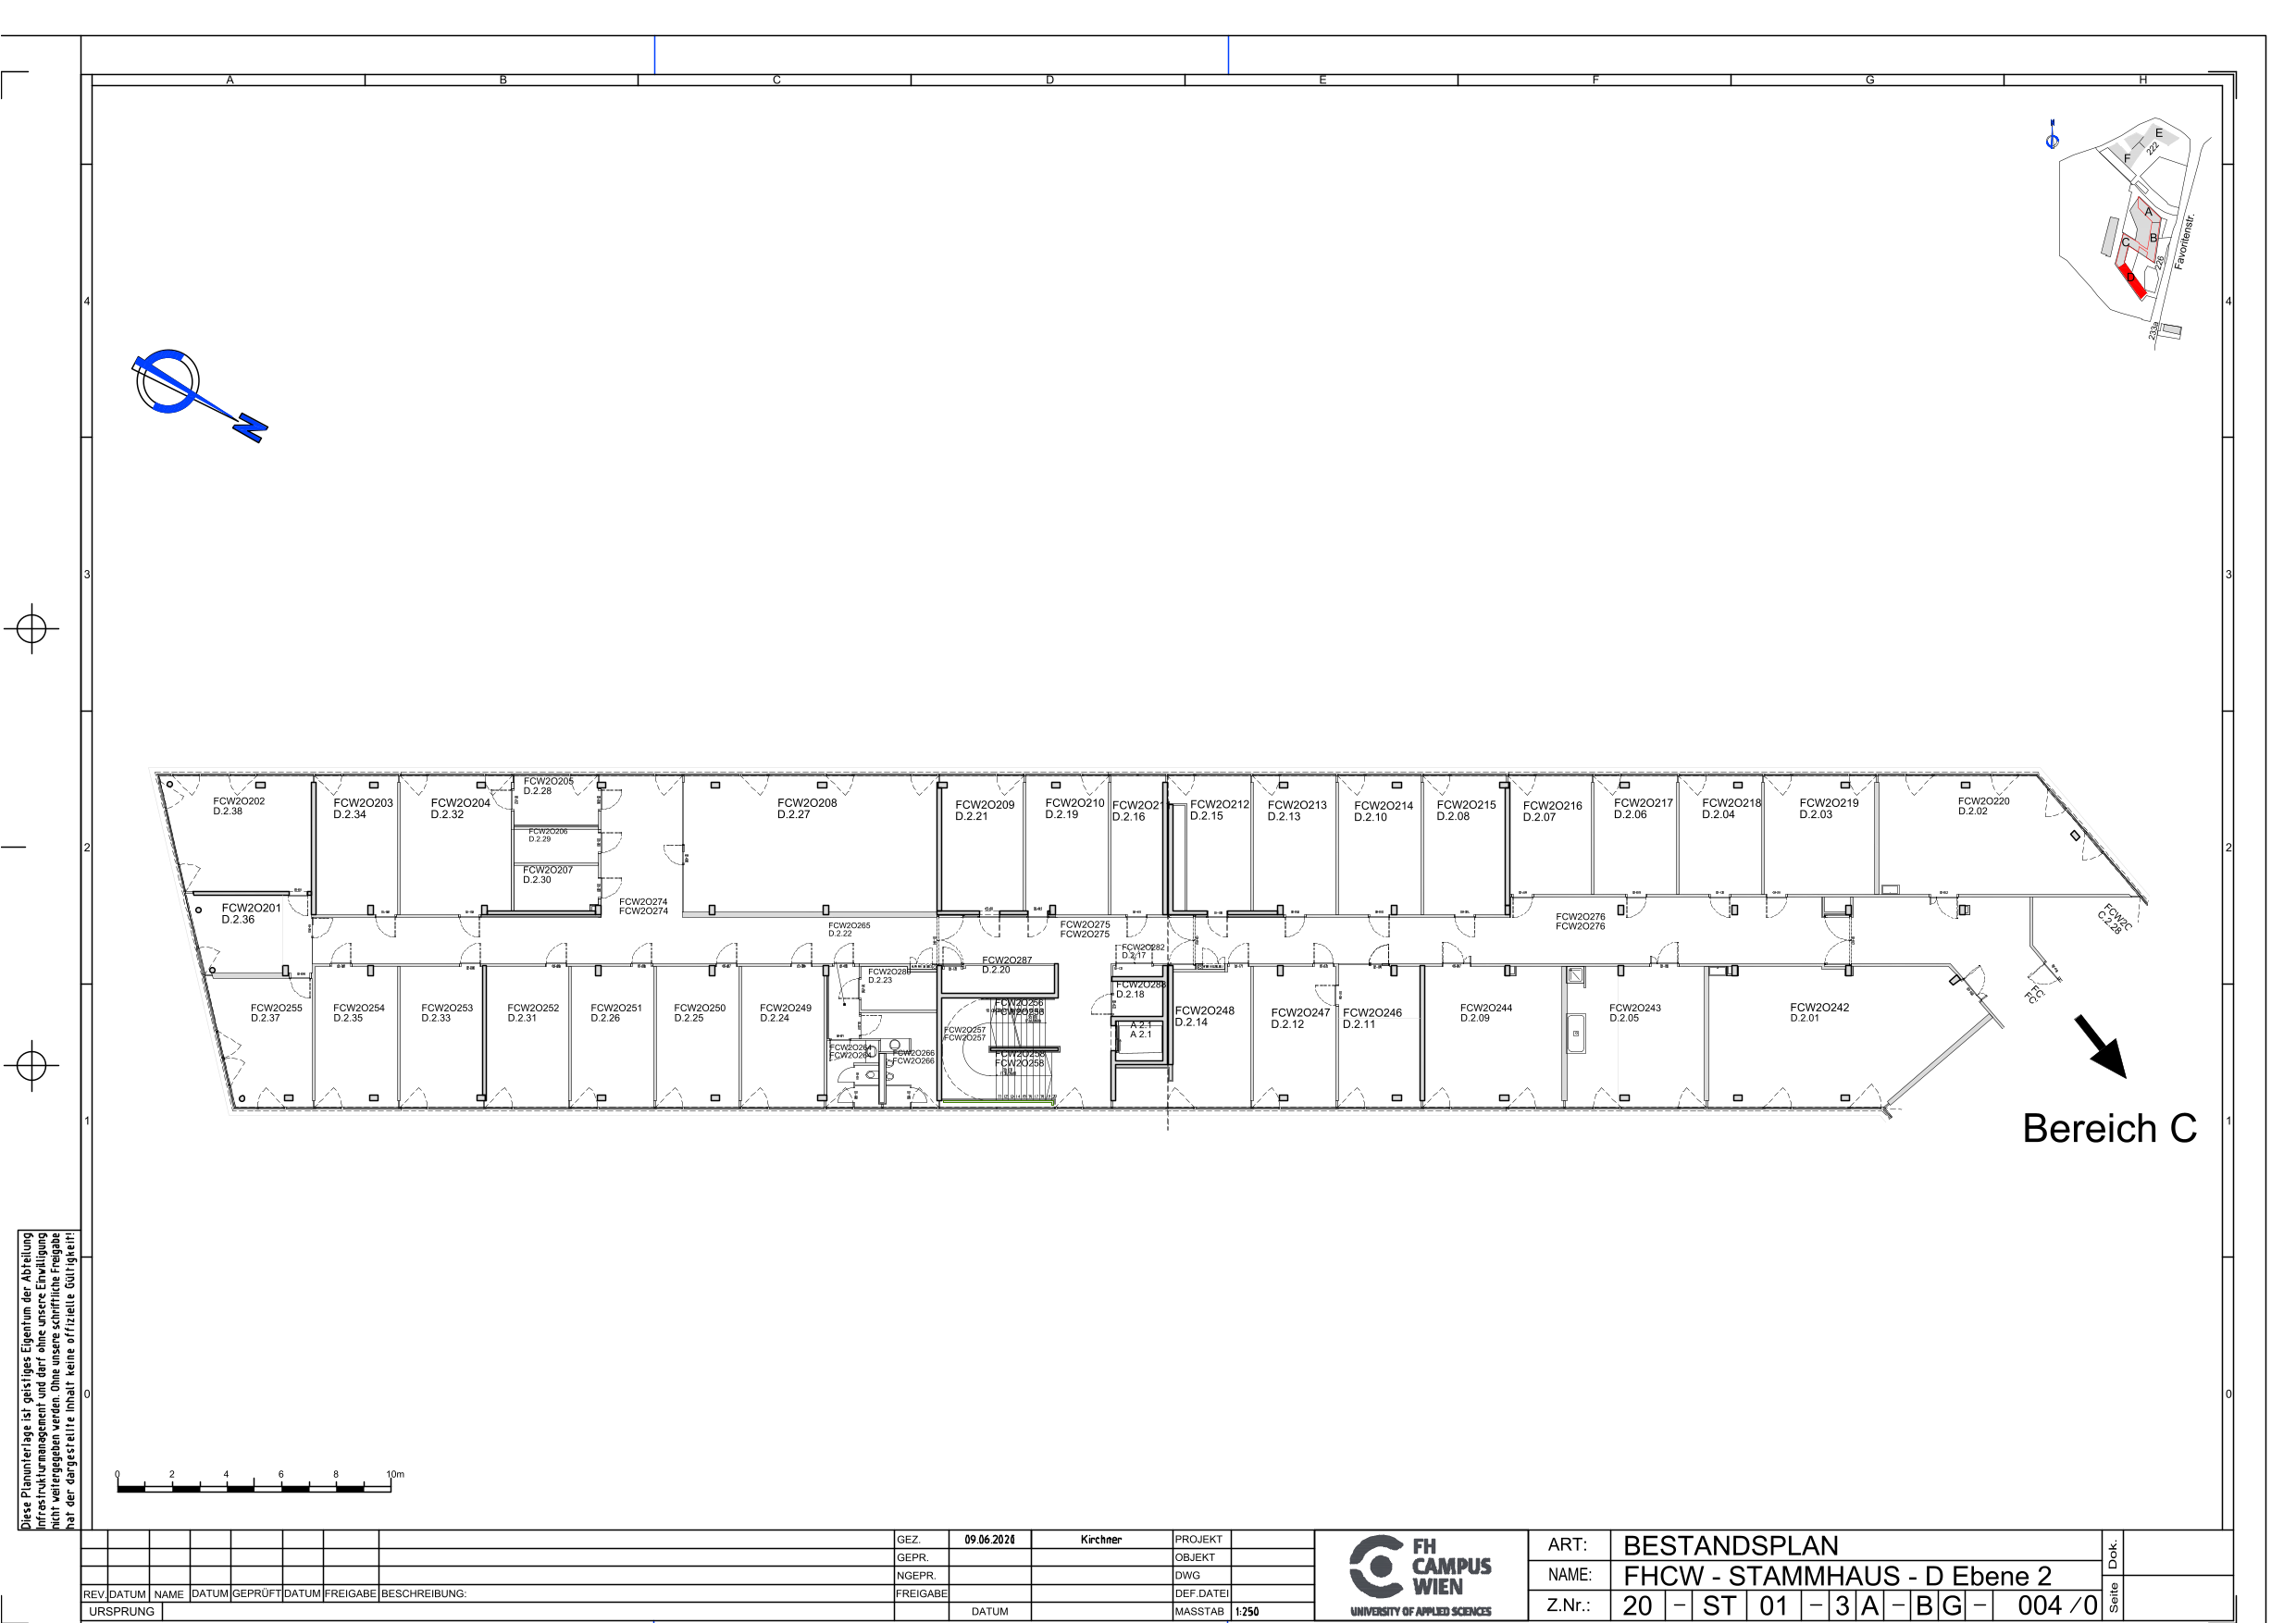 A B C D E F G H
E
F
222
A
B
C
D
226
Favoritenstr.
233a
N
4 4
3 3
2 2
1 1
0 0
FCW2O202
D.2.38
FCW2O203
D.2.34
FCW2O204
D.2.32
FCW2O205
D.2.28
FCW2O206
D.2.29
FCW2O207
D.2.30
FCW2O208
D.2.27
FCW2O209
D.2.21
FCW2O210
D.2.19
FCW2O21
D.2.16
FCW2O212
D.2.15
FCW2O213
D.2.13
FCW2O214
D.2.10
FCW2O215
D.2.08
FCW2O216
D.2.07
FCW2O217
D.2.06
FCW2O218
D.2.04
FCW2O219
D.2.03
FCW2O220
D.2.02
FCW2O201
D.2.36
FCW2O274
FCW2O274
FCW2O265
D.2.22
FCW2O275
FCW2O275
FCW2O276
FCW2O276
FCW2C
C.2.28
FC
FC
FCW2O282
D.2.17
FCW2O287
D.2.20
D.2.23
FCW2O288
D.2.18
FCW2O255
D.2.37
FCW2O254
D.2.35
FCW2O253
D.2.33
FCW2O252
D.2.31
FCW2O251
D.2.26
FCW2O250
D.2.25
FCW2O249
D.2.24
FCW2O264
FCW2O264
FCW2O266
FCW2O266
FCW2O256
FCW2O257
FCW2O257
FCW2O258
FCW2O258
A 2.1
A 2.1
FCW2O248
D.2.14
FCW2O247
D.2.12
FCW2O246
D.2.11
FCW2O244
D.2.09
FCW2O243
D.2.05
FCW2O242
D.2.01
Bereich C
Diese Planunterlage ist geistiges Eigentum der Abteilung
Infrastrukturmanagement und darf ohne unsere Einwilligung
nicht weitergegeben werden. Ohne unsere schriftliche Freigabe
hat der dargestellte Inhalt keine offizielle Gültigkeit!
0 2 4 6 8 10m
REV. DATUM NAME DATUM GEPRÜFT DATUM FREIGABE BESCHREIBUNG:
URSPRUNG
GEZ. Kirchner
GEPR.
NGEPR.
FREIGABE
DATUM
PROJEKT
OBJEKT
DWG
DEF.DATEI
MASSTAB 1:250
FH
CAMPUS
WIEN
UNIVERSITY OF APPLIED SCIENCES
ART: BESTANDSPLAN
NAME: FHCW - STAMMHAUS - D Ebene 2
Z.Nr.: 20 - ST 01 - 3 A - B G - 004 /0
Dok.
Seite